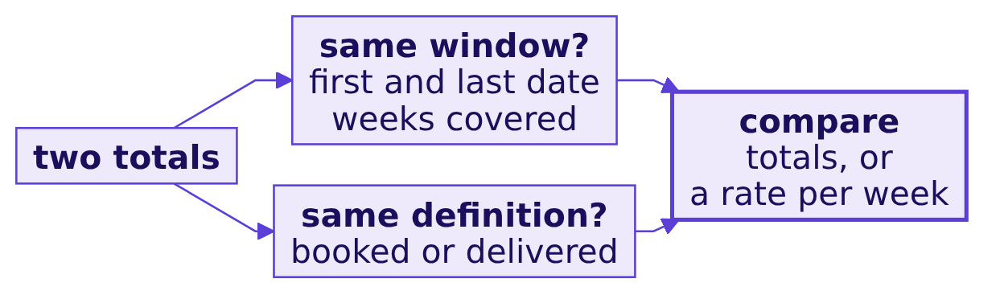 two totals
same window?
first and last date
weeks covered
same definition?
booked or delivered
compare
totals, or
a rate per week